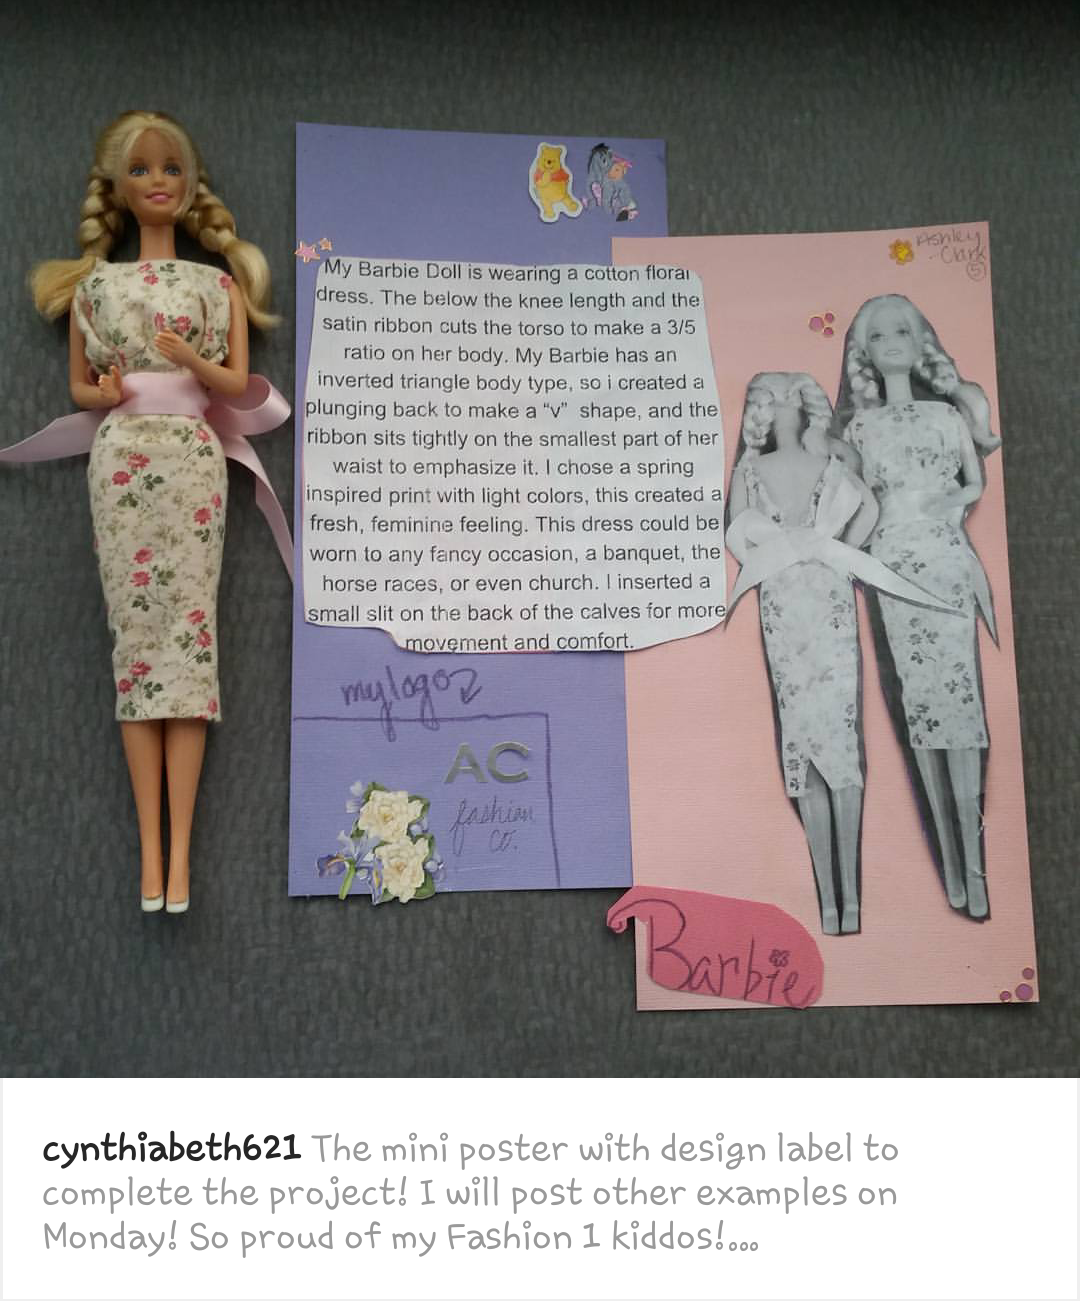 My Barbie Doll is wearing a cotton floral
dress. The below the knee length and the
satin ribbon cuts the torso to make a 3/5
ratio on her body. My Barbie has an
inverted triangle body type, so i created a
plunging back to make a “v” shape, and the
ribbon sits tightly on the smallest part of her
waist to emphasize it. I chose a spring
inspired print with light colors, this created a
fresh, feminine feeling. This dress could be
worn to any fancy occasion, a banquet, the
horse races, or even church. I inserted a
small slit on the back of the calves for more
movement and comfort.
my logo
AC
fashion
co.
Ashley
Clark
5
Barbie
cynthiabeth621 The mini poster with design label to
complete the project! I will post other examples on
Monday! So proud of my Fashion 1 kiddos!...